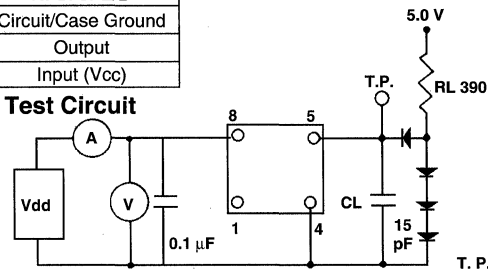 Circuit/Case Ground
Output
Input (Vcc)
Test Circuit
5.0 V
T.P.
RL 390
A
8
5
Vdd
V
1
4
CL
15
pF
0.1 µF
T. P.